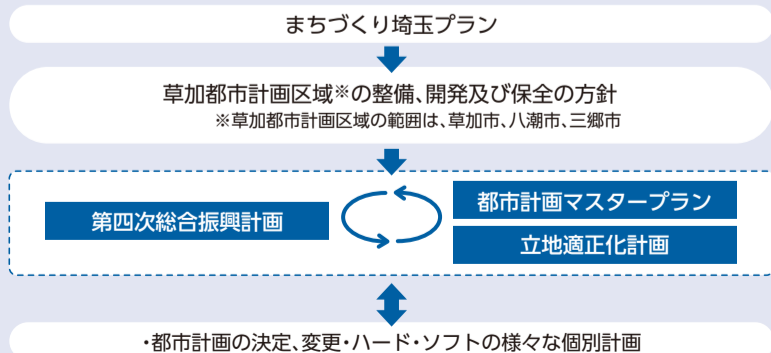 まちづくり埼玉プラン
草加都市計画区域※の整備、開発及び保全の方針
※草加都市計画区域の範囲は、草加市、八潮市、三郷市
第四次総合振興計画
都市計画マスタープラン
立地適正化計画
・都市計画の決定、変更・ハード・ソフトの様々な個別計画